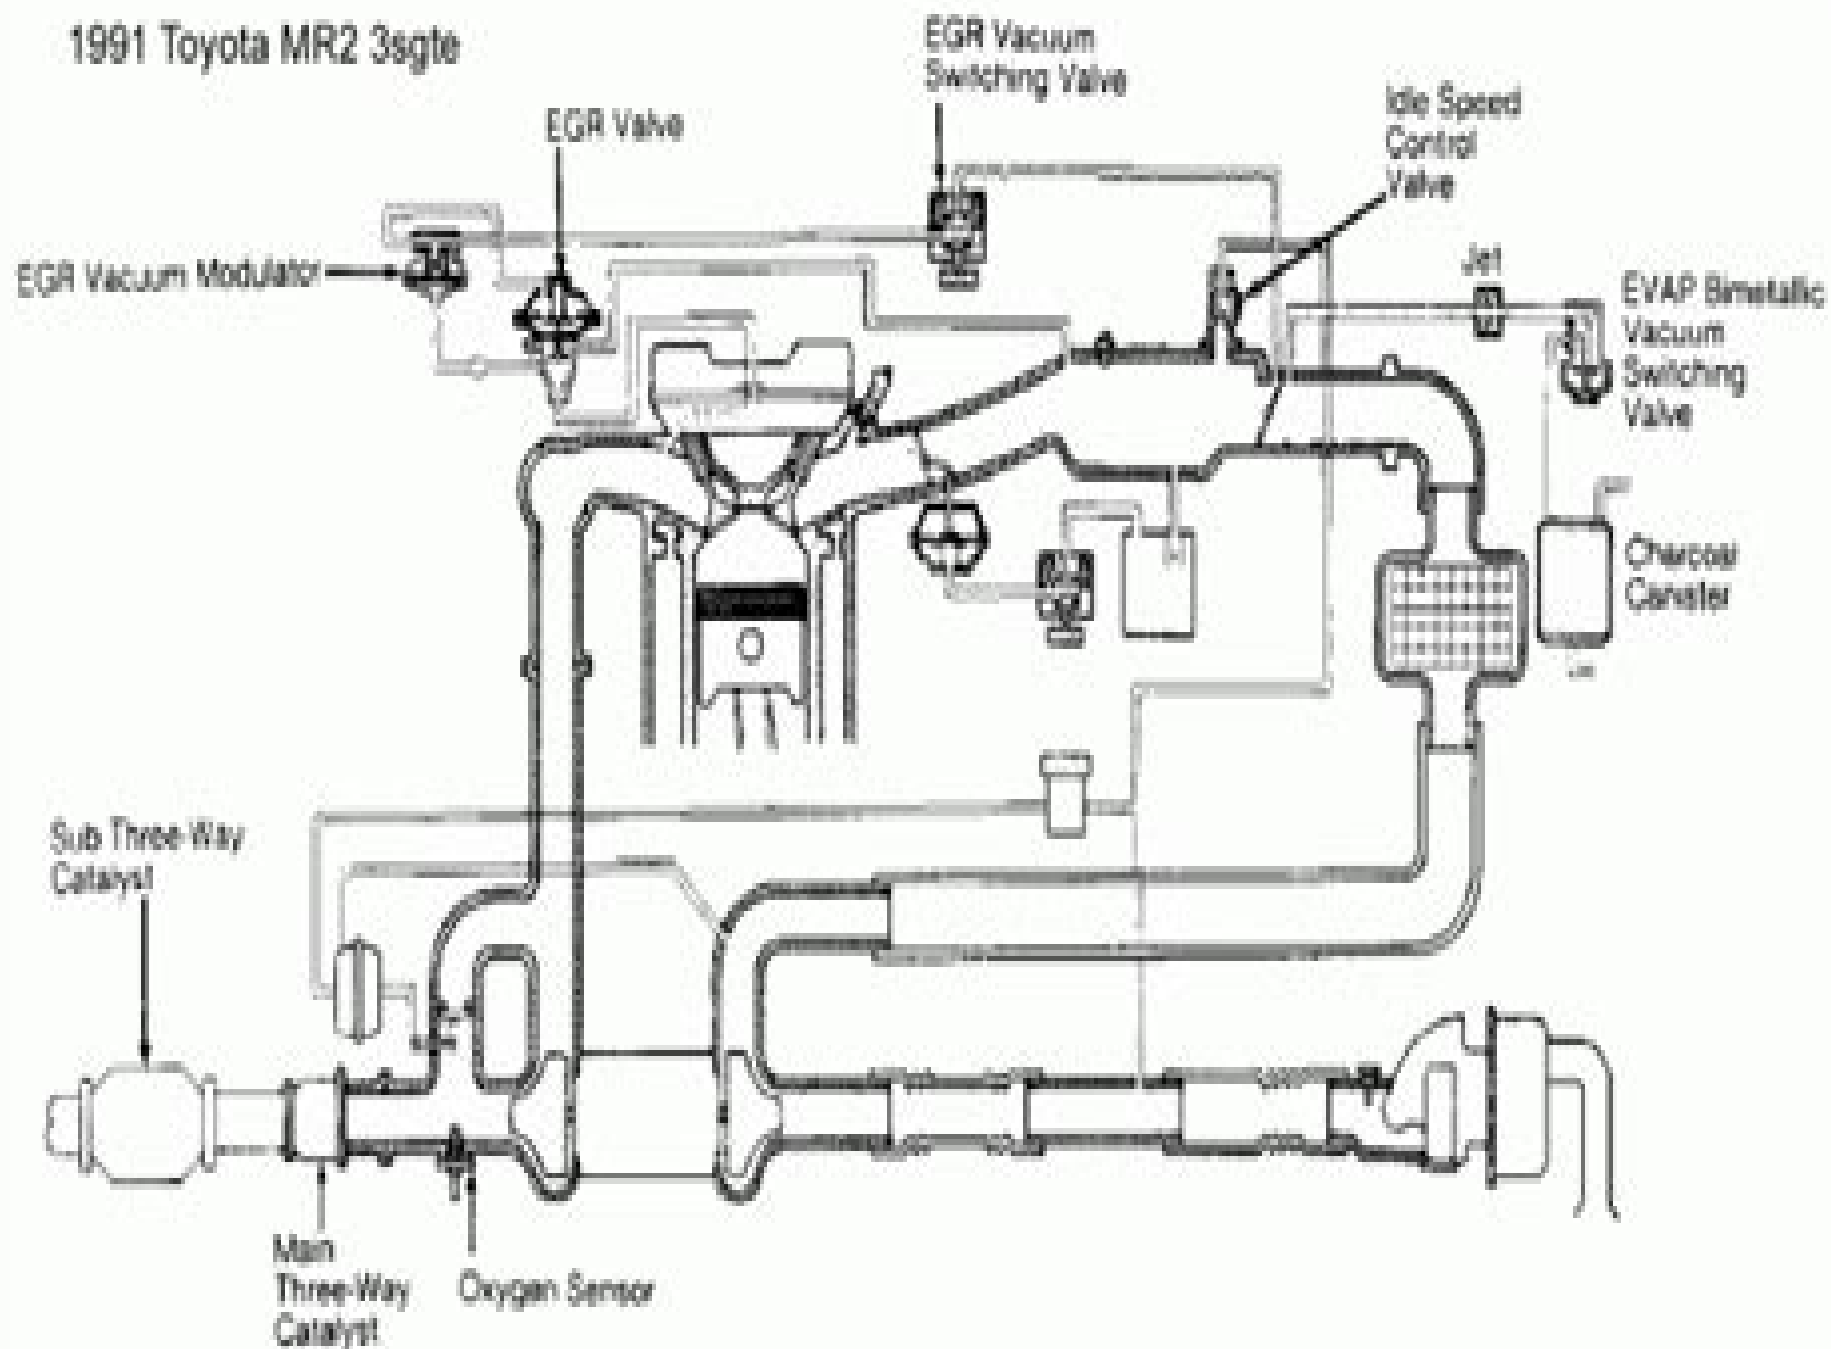 1991 Toyota MR2 3sgte
EGR Vacuum
Switching Valve
EGR Valve
Idle Speed
Control
Valve
EGR Vacuum Modulator
Jet
EVAP Bimetallic
Vacuum
Switching
Valve
Charcoal
Canister
Sub Three-Way
Catalyst
Main
Three-Way
Catalyst
Oxygen Sensor